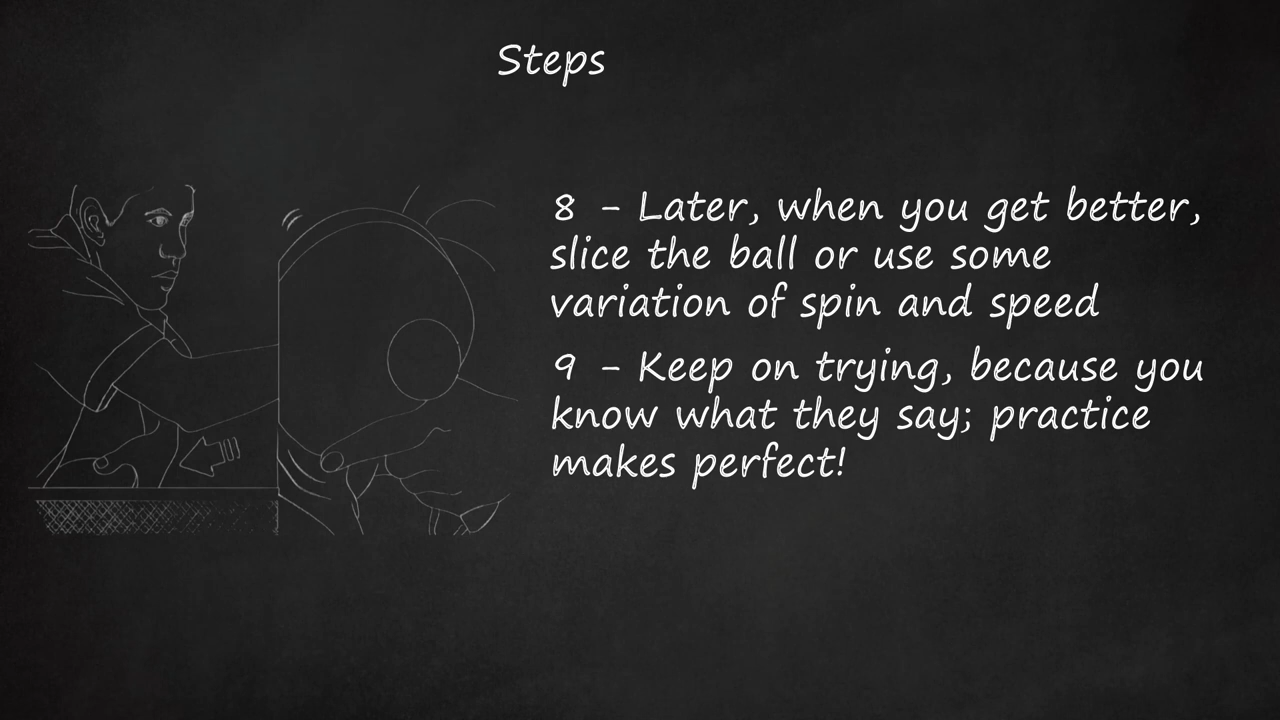 Steps
8 – Later, when you get better,
slice the ball or use some
variation of spin and speed
9 – Keep on trying, because you
know what they say; practice
makes perfect!